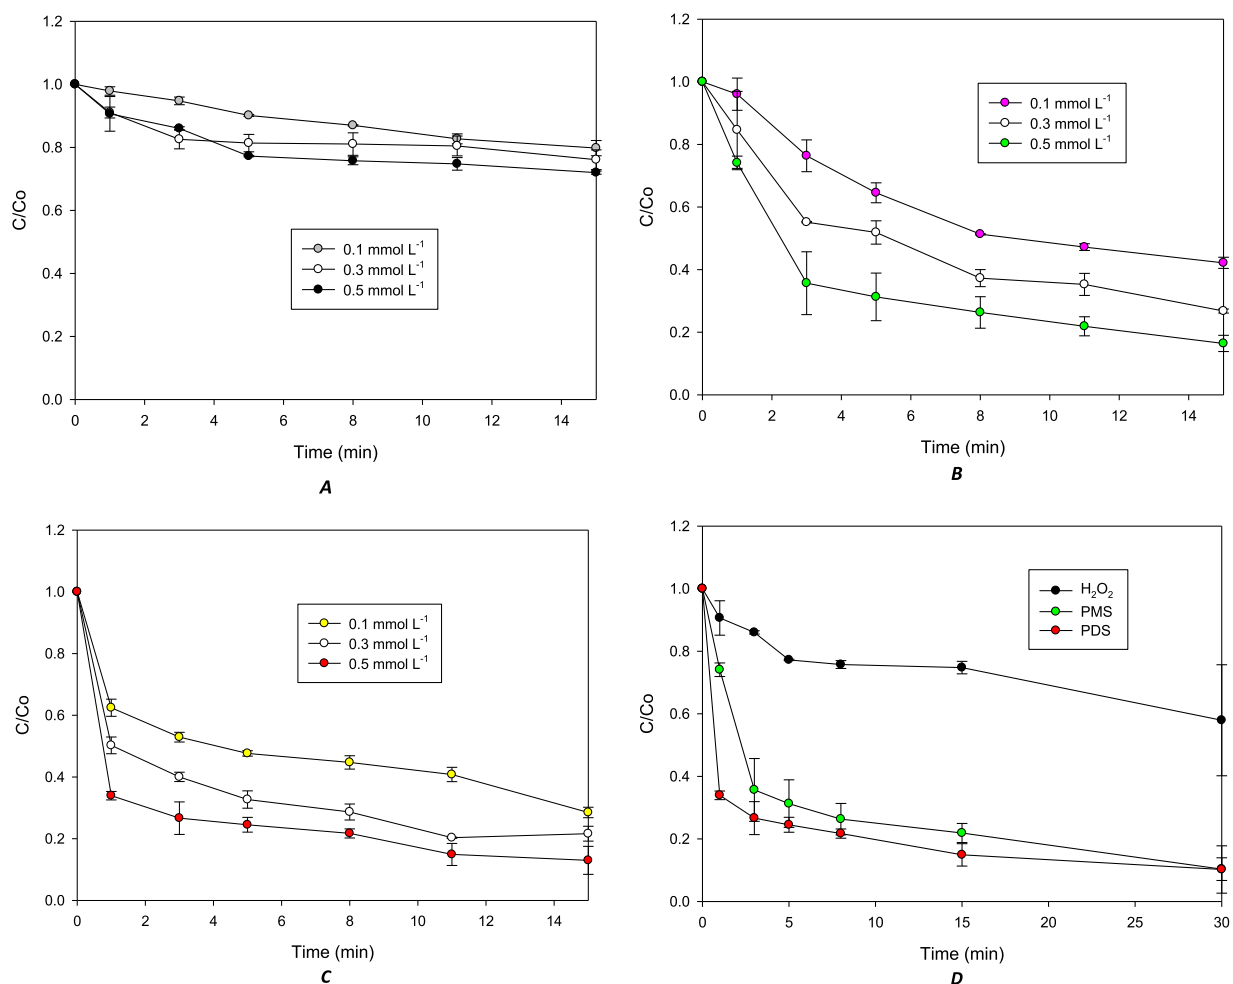 1.2
1.0
0.8
0.6
0.4
0.2
0.0
C/Co
0.1 mmol L-1
0.3 mmol L-1
0.5 mmol L-1
0 2 4 6 8 10 12 14
Time (min)
A
1.2
1.0
0.8
0.6
0.4
0.2
0.0
C/Co
0.1 mmol L-1
0.3 mmol L-1
0.5 mmol L-1
0 2 4 6 8 10 12 14
Time (min)
B
1.2
1.0
0.8
0.6
0.4
0.2
0.0
C/Co
0.1 mmol L-1
0.3 mmol L-1
0.5 mmol L-1
0 2 4 6 8 10 12 14
Time (min)
C
1.2
1.0
0.8
0.6
0.4
0.2
0.0
C/Co
H2O2
PMS
PDS
0 5 10 15 20 25 30
Time (min)
D